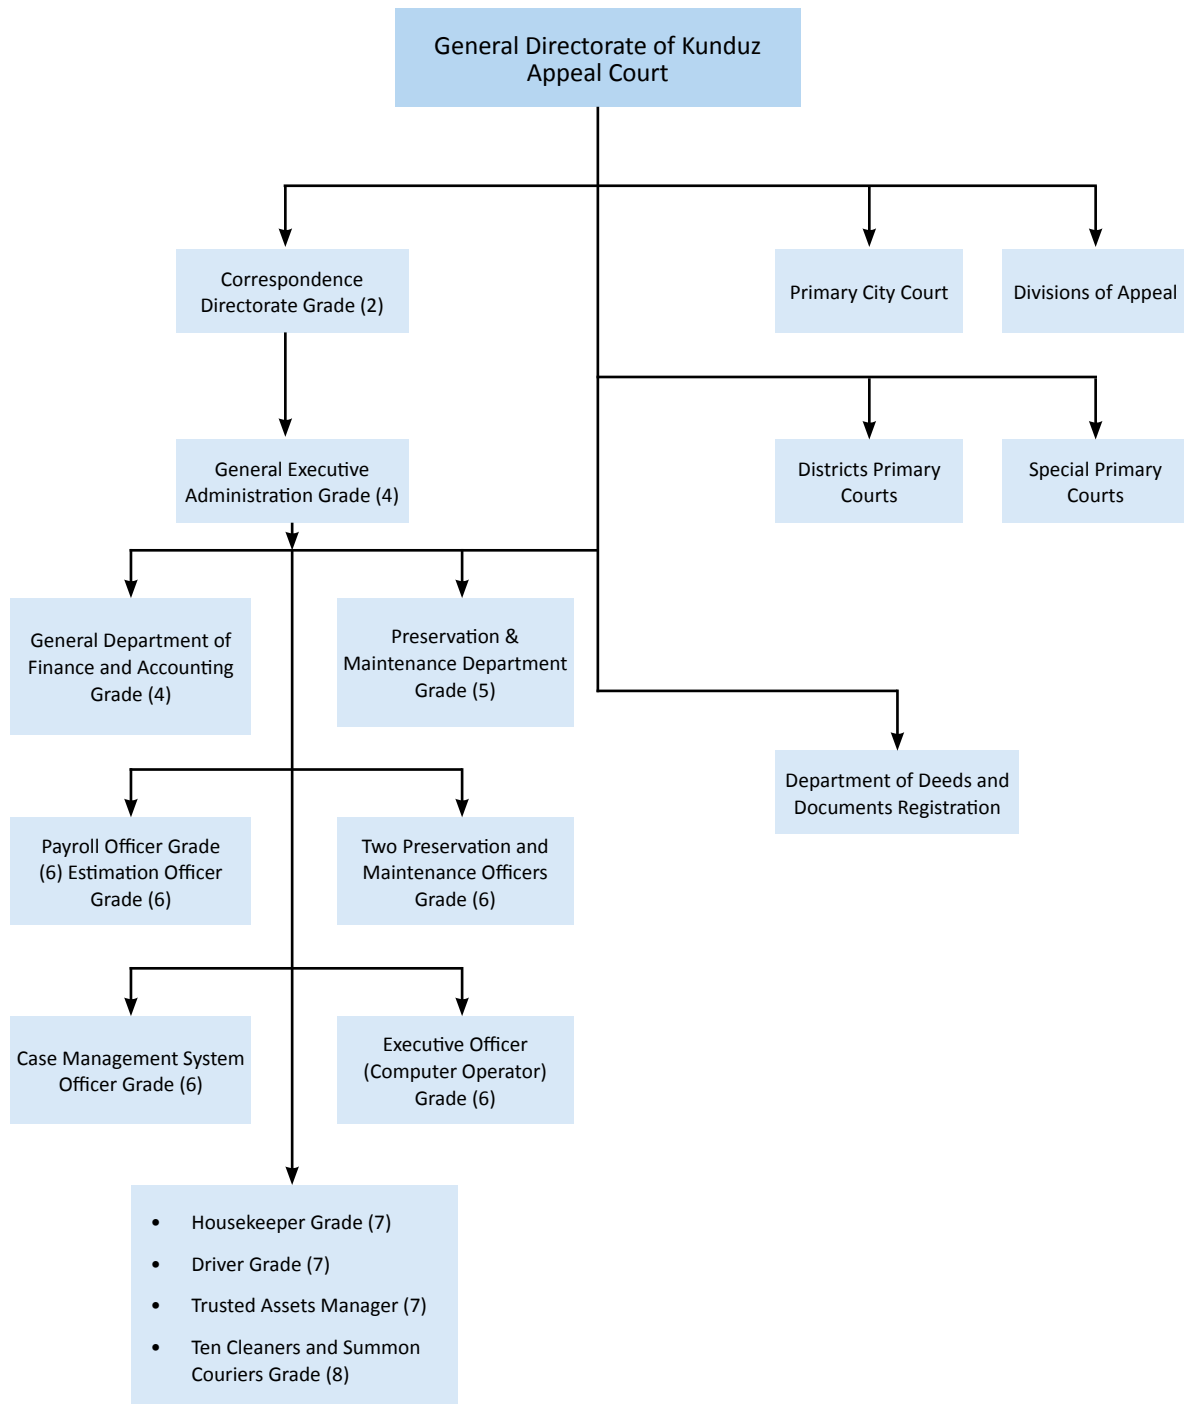 General Directorate of Kunduz
Appeal Court
Correspondence
Directorate Grade (2)
Primary City Court
Divisions of Appeal
General Executive
Administration Grade (4)
Districts Primary
Courts
Special Primary
Courts
General Department of
Finance and Accounting
Grade (4)
Preservation &
Maintenance Department
Grade (5)
Department of Deeds and
Documents Registration
Payroll Officer Grade
(6) Estimation Officer
Grade (6)
Two Preservation and
Maintenance Officers
Grade (6)
Case Management System
Officer Grade (6)
Executive Officer
(Computer Operator)
Grade (6)
• Housekeeper Grade (7)
• Driver Grade (7)
• Trusted Assets Manager (7)
• Ten Cleaners and Summon
Couriers Grade (8)